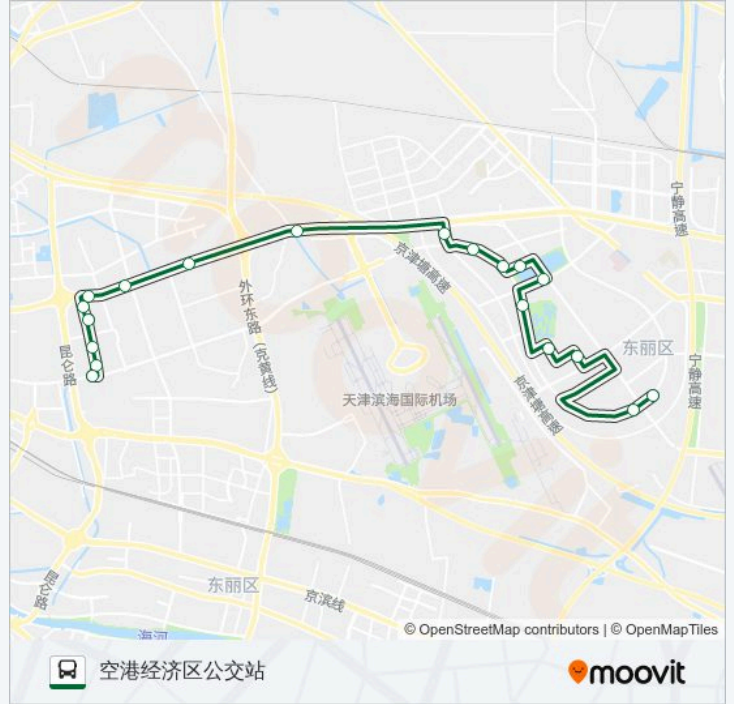 宁静高速
京津塘高速
外环东路（克黄线）
昆仑路
东丽区
宁静高速
天津滨海国际机场
京津塘高速
昆仑路
东丽区
京滨线
海河
© OpenStreetMap contributors | © OpenMapTiles
空港经济区公交站
moovit